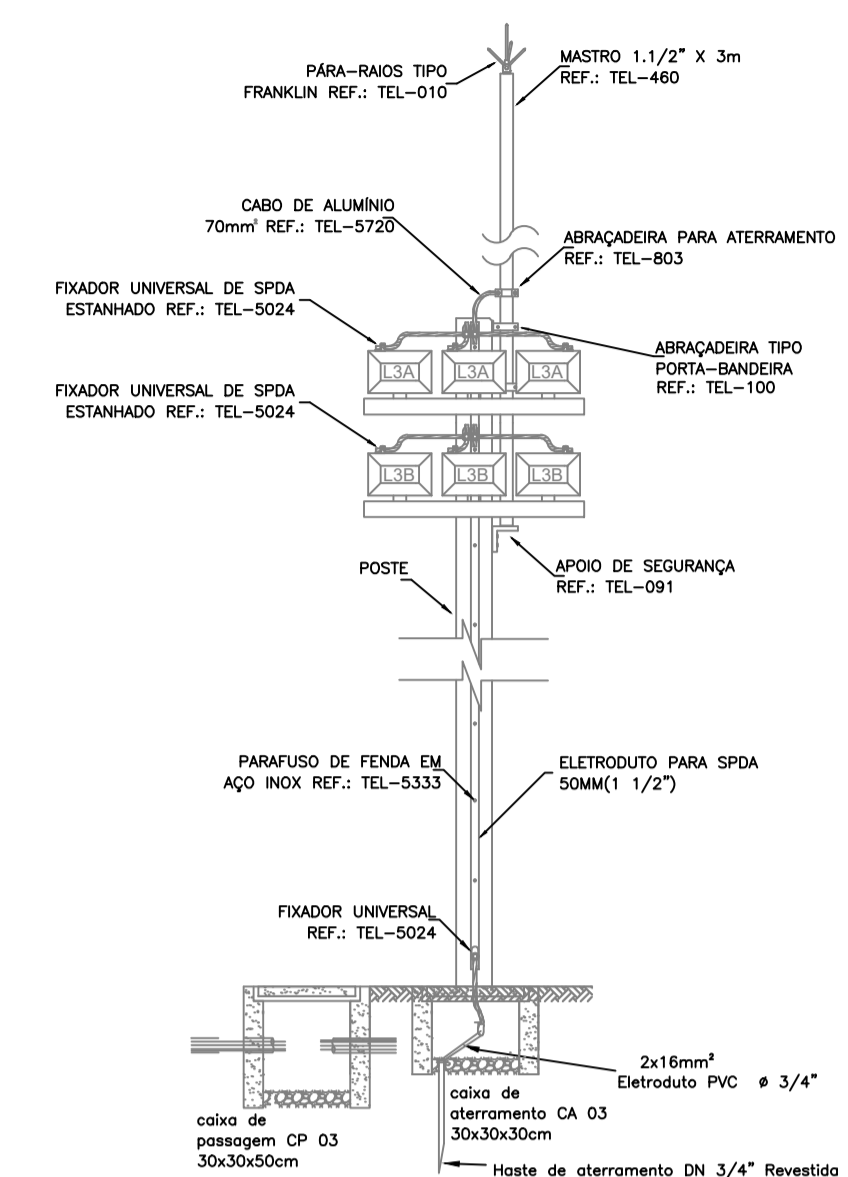 PÁRA-RAIOS TIPO
FRANKLIN REF.: TEL-010
MASTRO 1.1/2" X 3m
REF.: TEL-460
CABO DE ALUMÍNIO
70mm² REF.: TEL-5720
ABRAÇADEIRA PARA ATERRAMENTO
REF.: TEL-803
FIXADOR UNIVERSAL DE SPDA
ESTANHADO REF.: TEL-5024
ABRAÇADEIRA TIPO
PORTA-BANDEIRA
REF.: TEL-100
L3A L3A L3A
FIXADOR UNIVERSAL DE SPDA
ESTANHADO REF.: TEL-5024
L3B L3B L3B
POSTE
APOIO DE SEGURANÇA
REF.: TEL-091
PARAFUSO DE FENDA EM
AÇO INOX REF.: TEL-5333
ELETRODUTO PARA SPDA
50MM(1 1/2")
FIXADOR UNIVERSAL
REF.: TEL-5024
2x16mm²
Eletroduto PVC ø 3/4"
caixa de
passagem CP 03
30x30x50cm
caixa de
aterramento CA 03
30x30x30cm
Haste de aterramento DN 3/4" Revestida